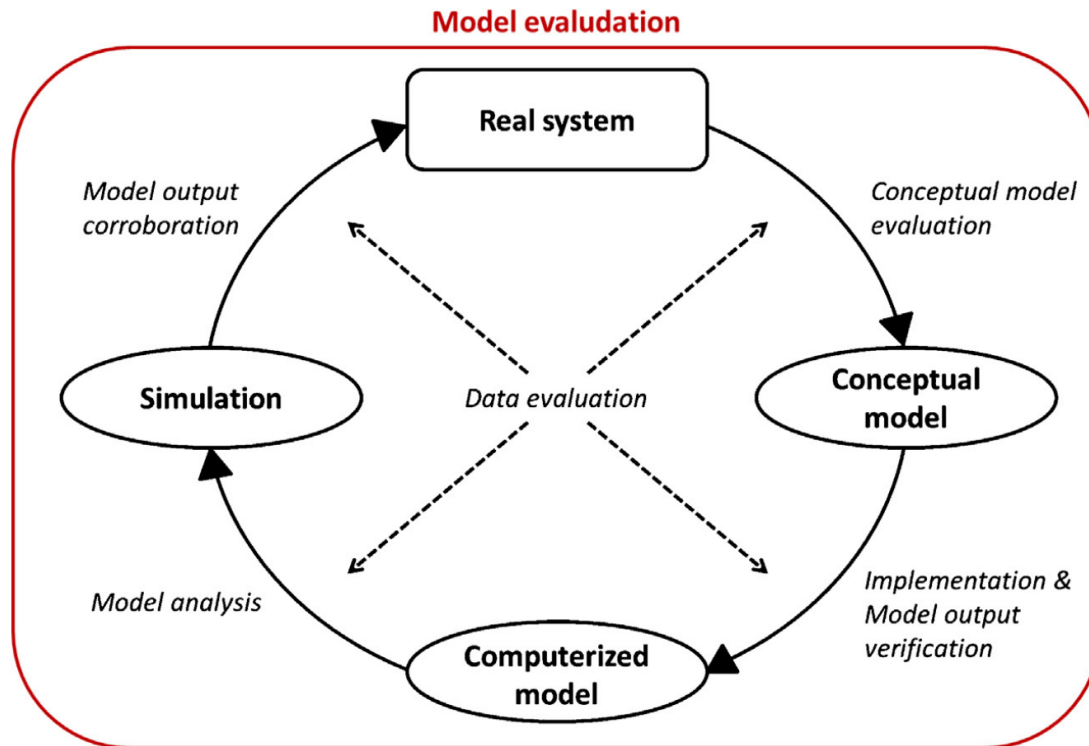 Model evaludation
Real system
Model output
corroboration
Conceptual model
evaluation
Simulation
Data evaluation
Conceptual
model
Model analysis
Implementation &
Model output
verification
Computerized
model